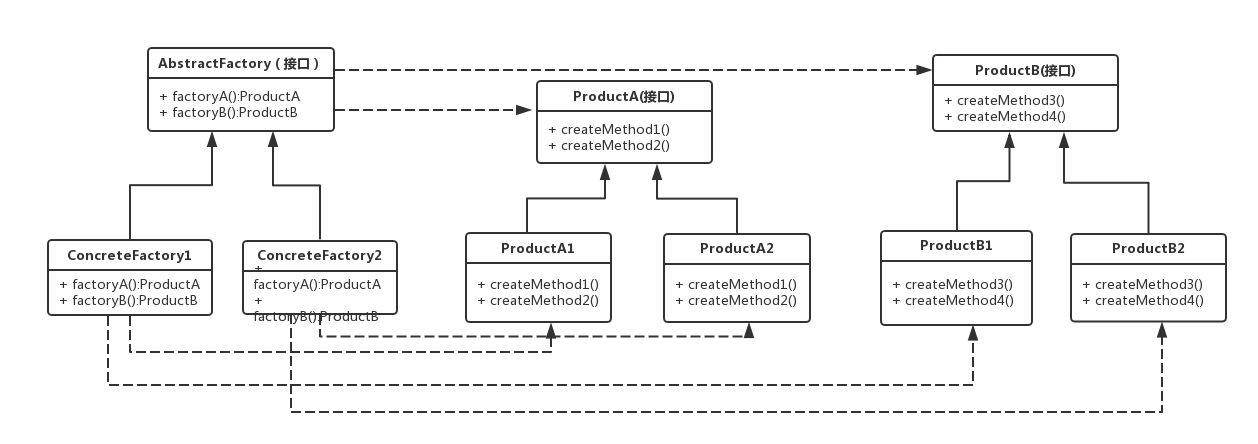 AbstractFactory ( 接口 )
+ factoryA():ProductA
+ factoryB():ProductB
ProductA(接口)
+ createMethod1()
+ createMethod2()
ProductB(接口)
+ createMethod3()
+ createMethod4()
ConcreteFactory1
+ factoryA():ProductA
+ factoryB():ProductB
ConcreteFactory2
+
factoryA():ProductA
+
factoryB():ProductB
ProductA1
+ createMethod1()
+ createMethod2()
ProductA2
+ createMethod1()
+ createMethod2()
ProductB1
+ createMethod3()
+ createMethod4()
ProductB2
+ createMethod3()
+ createMethod4()